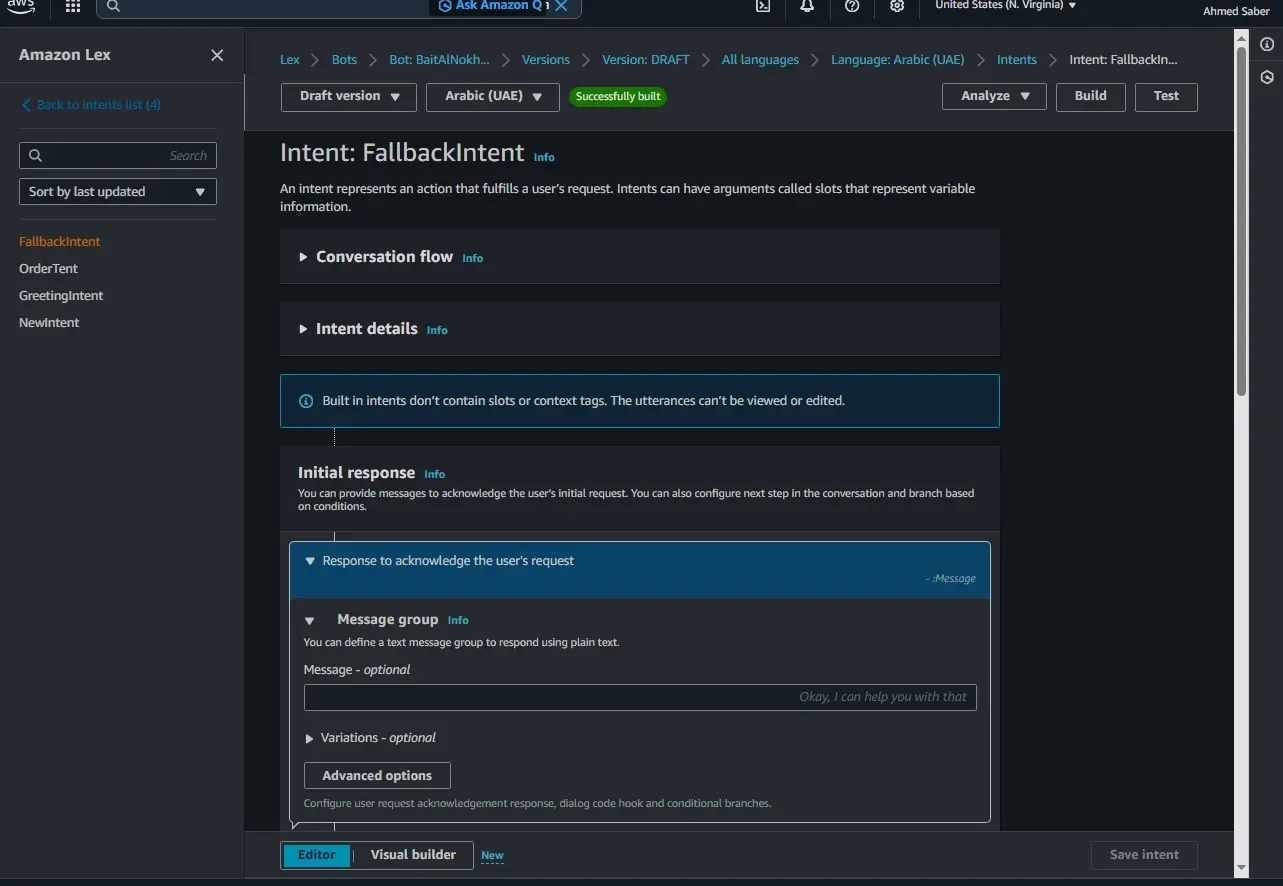 aws
Ask Amazon Q
United States (N. Virginia)
Ahmed Saber
Amazon Lex
Back to intents list (4)
Search
Sort by last updated
FallbackIntent
OrderTent
GreetingIntent
NewIntent
Lex > Bots > Bot: BaitAlNokh... > Versions > Version: DRAFT > All languages > Language: Arabic (UAE) > Intents > Intent: FallbackIn...
Draft version
Arabic (UAE)
Successfully built
Analyze
Build
Test
Intent: FallbackIntent Info
An intent represents an action that fulfills a user's request. Intents can have arguments called slots that represent variable
information.
Conversation flow Info
Intent details Info
Built in intents don't contain slots or context tags. The utterances can't be viewed or edited.
Initial response Info
You can provide messages to acknowledge the user's initial request. You can also configure next step in the conversation and branch based
on conditions.
Response to acknowledge the user's request
- :Message
Message group Info
You can define a text message group to respond using plain text.
Message - optional
Okay, I can help you with that
Variations - optional
Advanced options
Configure user request acknowledgement response, dialog code hook and conditional branches.
Editor
Visual builder
New
Save intent